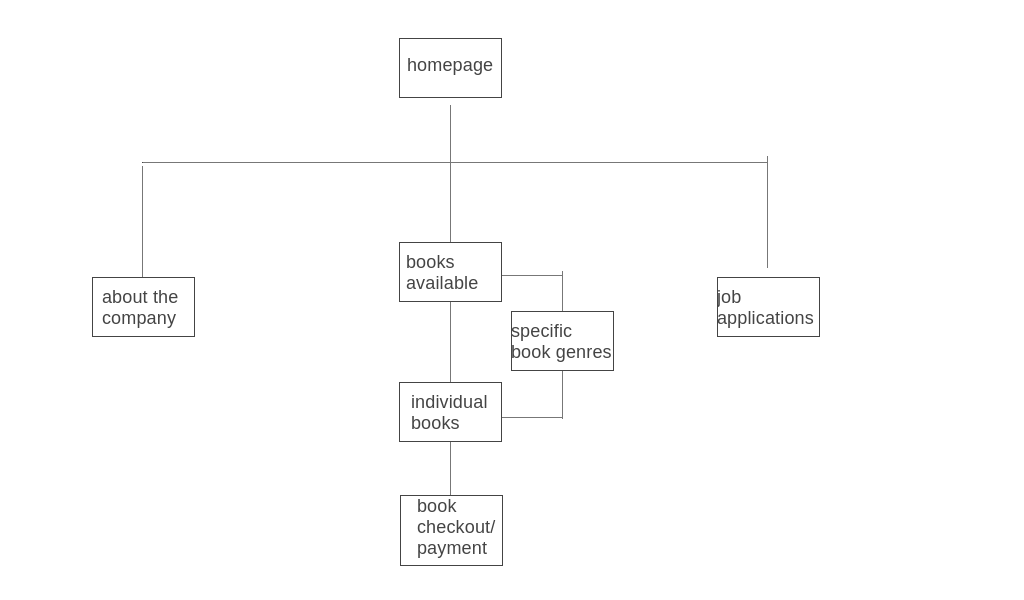 homepage
about the
company
books
available
specific
book genres
job
applications
individual
books
book
checkout/
payment